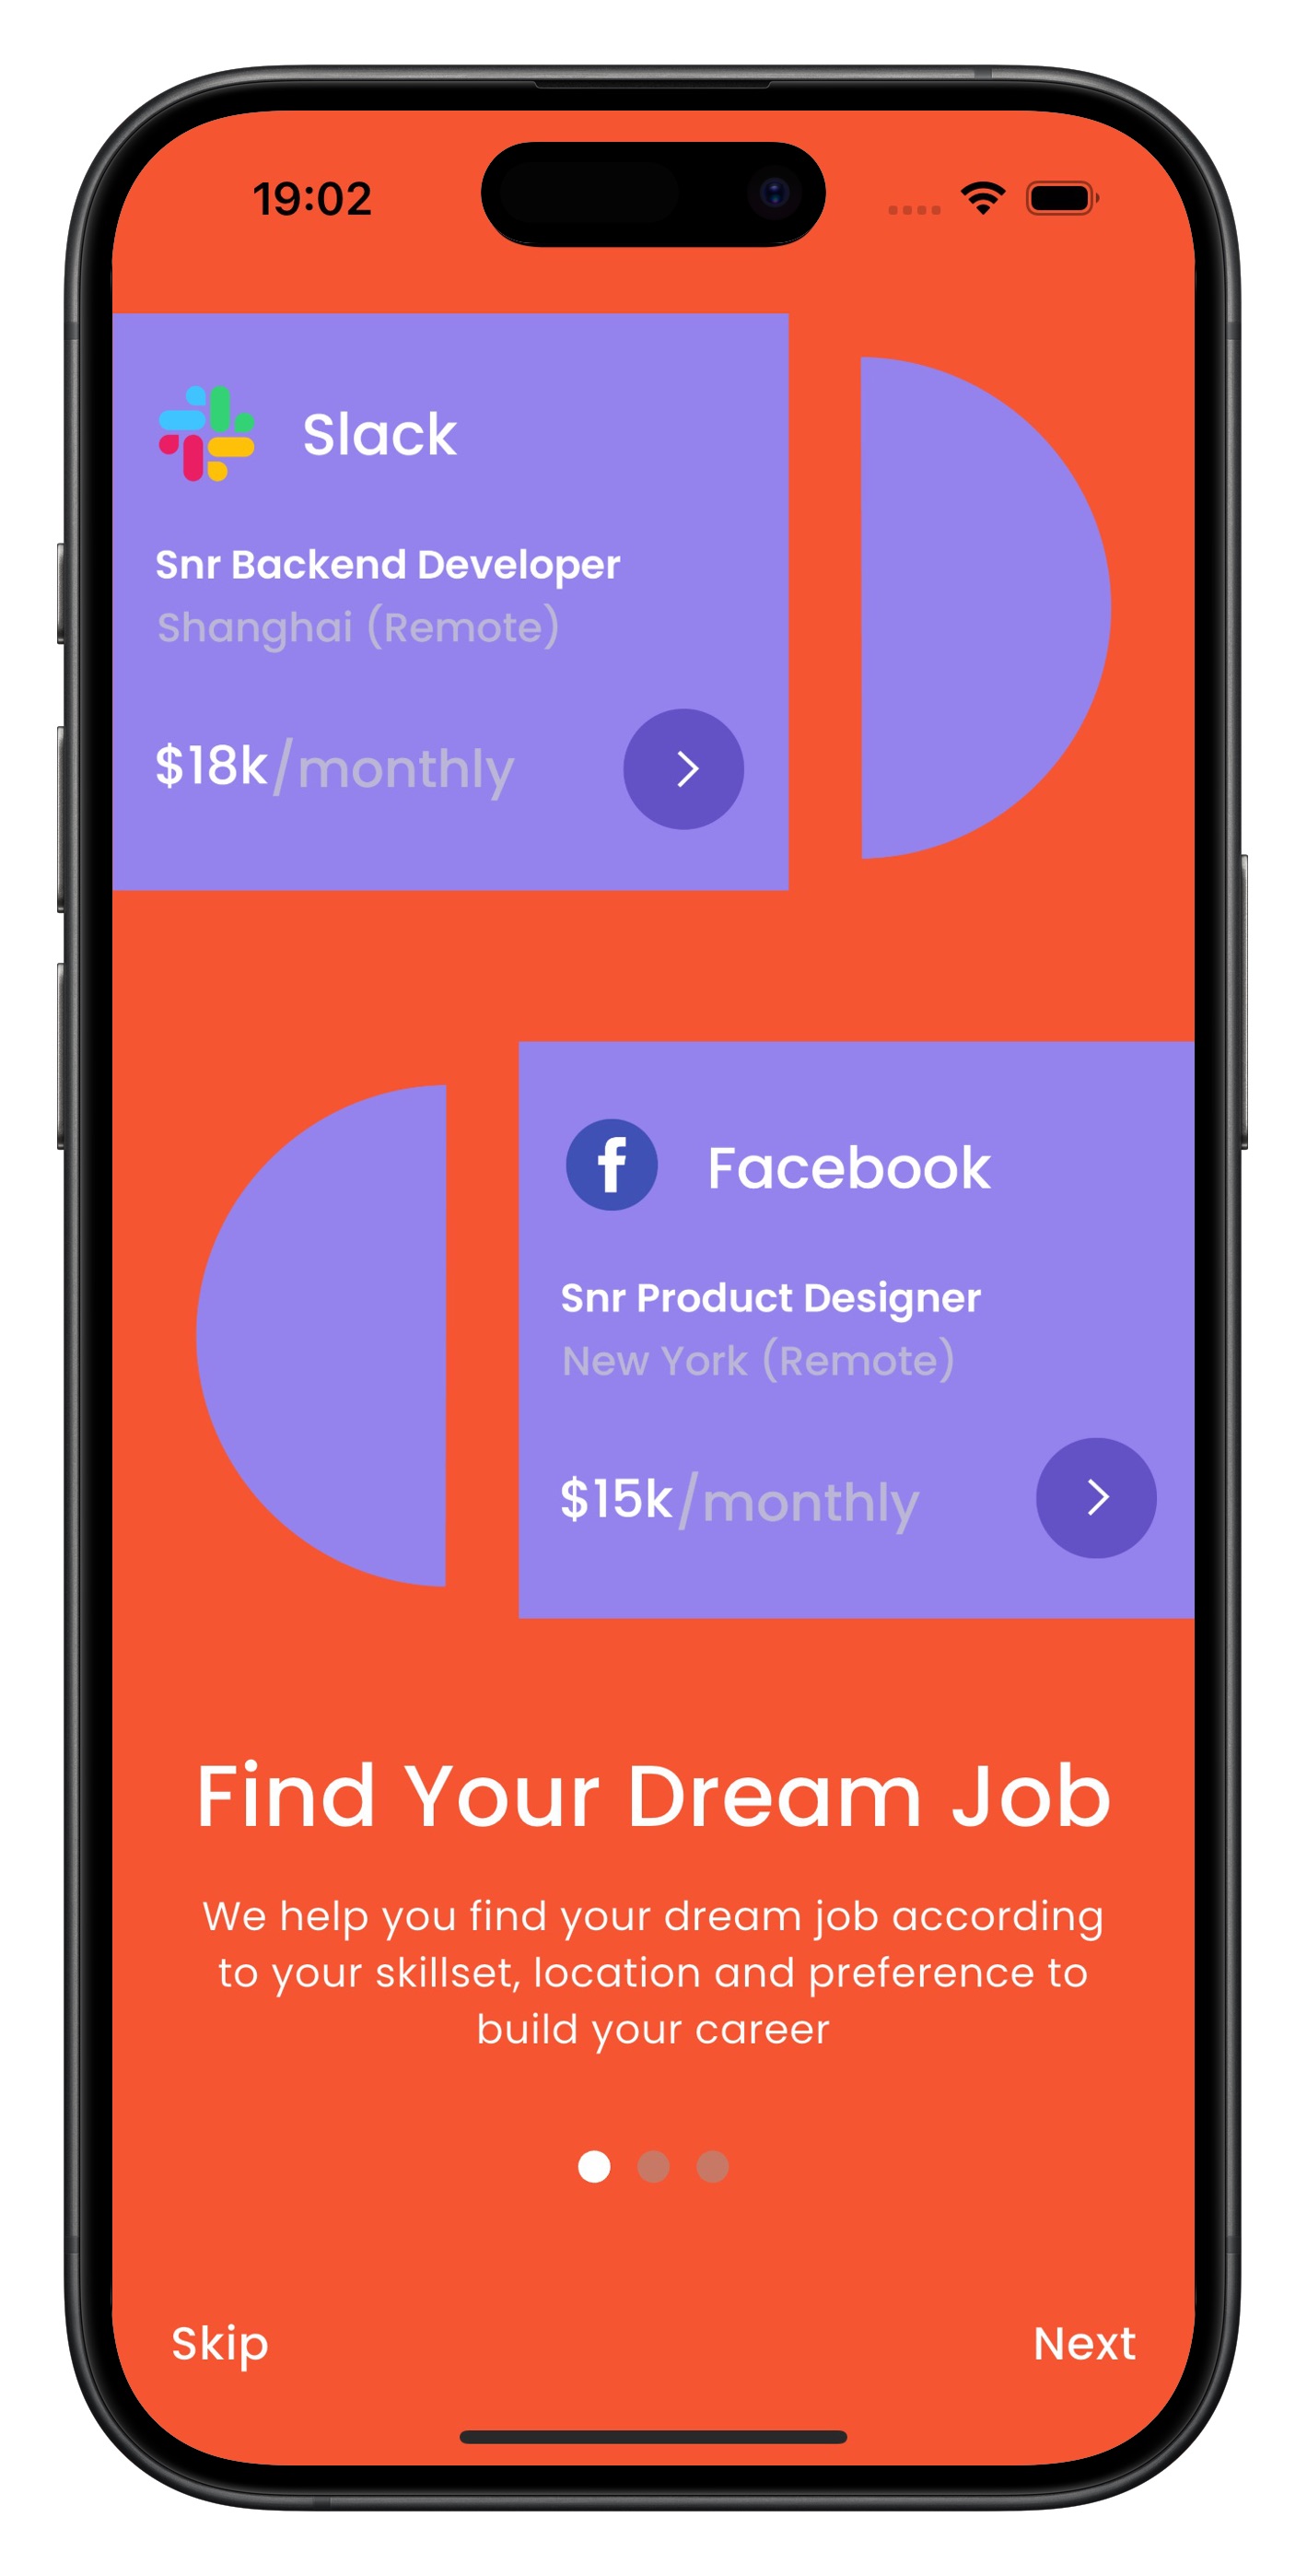 19:02
Slack
Snr Backend Developer
Shanghai (Remote)
$18k/monthly
Facebook
Snr Product Designer
New York (Remote)
$15k/monthly
Find Your Dream Job
We help you find your dream job according
to your skillset, location and preference to
build your career
Skip
Next